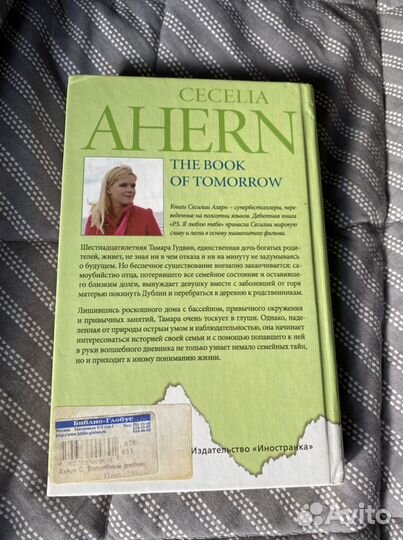 CECELIA
AHERN
THE BOOK
OF TOMORROW
Книги Сесилии Ахерн – супербестселлеры, пере-
веденные на полсотни языков. Дебютная книга
«P.S. Я люблю тебя» принесла Сесилии мировую
славу и легла в основу знаменитого фильма.
Шестнадцатилетняя Тамара Гудвин, единственная дочь богатых роди-
телей, живет, не зная ни в чем отказа и ни на минуту не задумываясь
о будущем. Но беспечное существование внезапно заканчивается: са-
моубийство отца, потерявшего все семейное состояние и оставивше-
го близким долги, вынуждает девушку вместе с заболевшей от горя
матерью покинуть Дублин и перебраться в деревню к родственникам.
Лишившись роскошного дома с бассейном, привычного окружения
и привычных занятий, Тамара очень тоскует в глуши. Однако, наде-
ленная от природы острым умом и наблюдательностью, она начинает
интересоваться историей своей семьи и с помощью попавшего к ней
в руки волшебного дневника не только узнает немало семейных тайн,
но и приходит к иному пониманию жизни.
Библио-Глобус
КТК
611
Ахерн С. Волшебный дневник
Издательство «Иностранка»
Avito